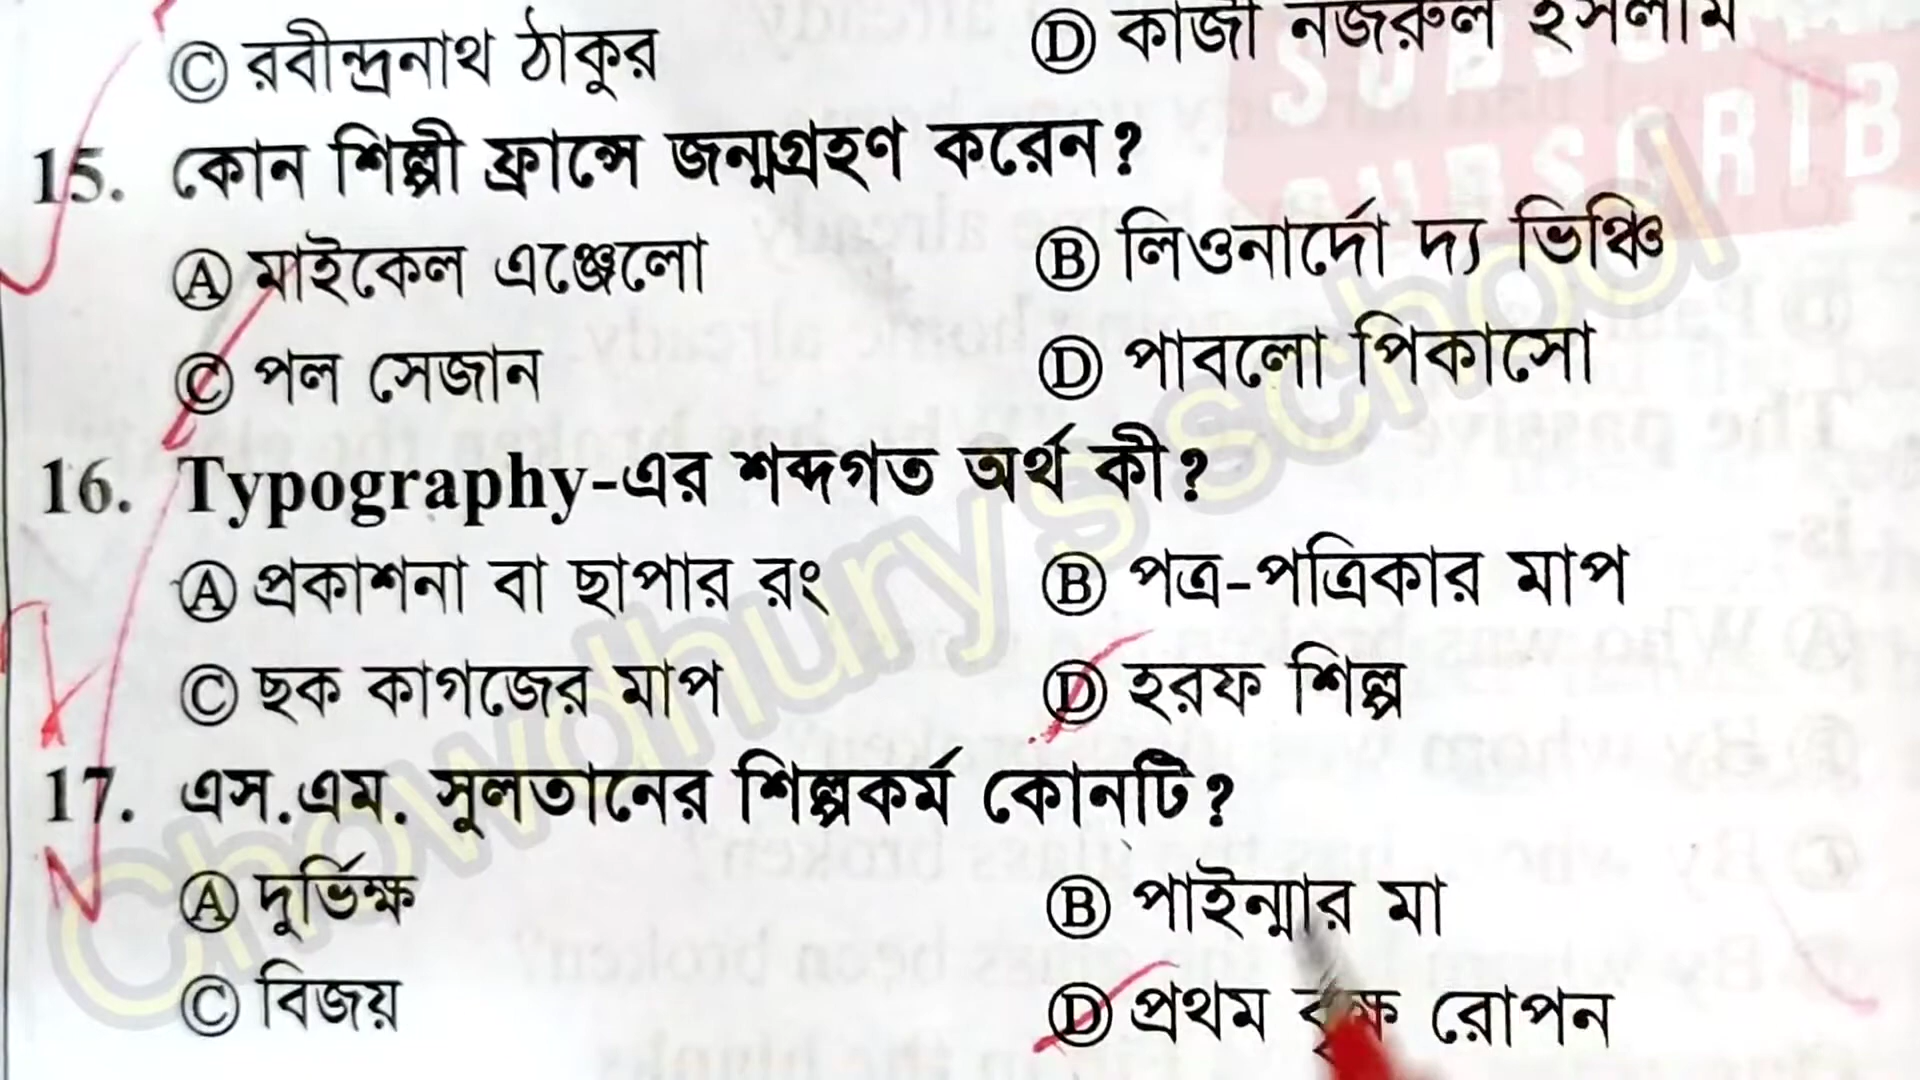 Ⓒ রবীন্দ্রনাথ ঠাকুর Ⓓ কাজী নজরুল ইসলাম
15. কোন শিল্পী ফ্রান্সে জন্মগ্রহণ করেন?
Ⓐ মাইকেল এঞ্জেলো Ⓑ লিওনার্দো দ্য ভিঞ্চি
Ⓒ পল সেজান Ⓓ পাবলো পিকাসো
16. Typography-এর শব্দগত অর্থ কী?
Ⓐ প্রকাশনা বা ছাপার রং Ⓑ পত্র-পত্রিকার মাপ
Ⓒ ছক কাগজের মাপ Ⓓ হরফ শিল্প
17. এস.এম. সুলতানের শিল্পকর্ম কোনটি?
Ⓐ দুর্ভিক্ষ Ⓑ পাইন্মার মা
Ⓒ বিজয় Ⓓ প্রথম বৃক্ষ রোপন
Chowdhury's school